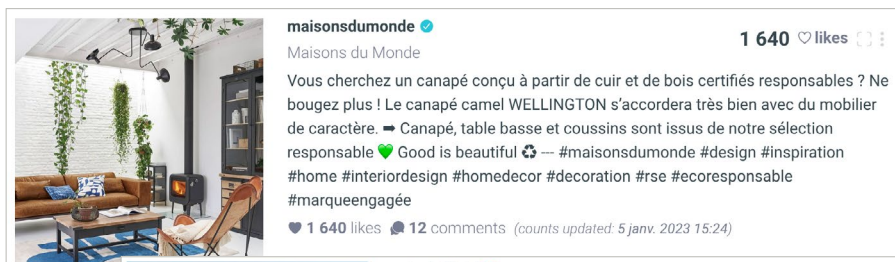 maisonsdumonde
1 640 likes
Maisons du Monde
Vous cherchez un canapé conçu à partir de cuir et de bois certifiés responsables ? Ne
bougez plus ! Le canapé camel WELLINGTON s’accordera très bien avec du mobilier
de caractère. ➡ Canapé, table basse et coussins sont issus de notre sélection
responsable 💚 Good is beautiful ♻ --- #maisonsdumonde #design #inspiration
#home #interiordesign #homedecor #decoration #rse #ecoresponsable
#marqueengagée
1 640 likes 12 comments (counts updated: 5 janv. 2023 15:24)